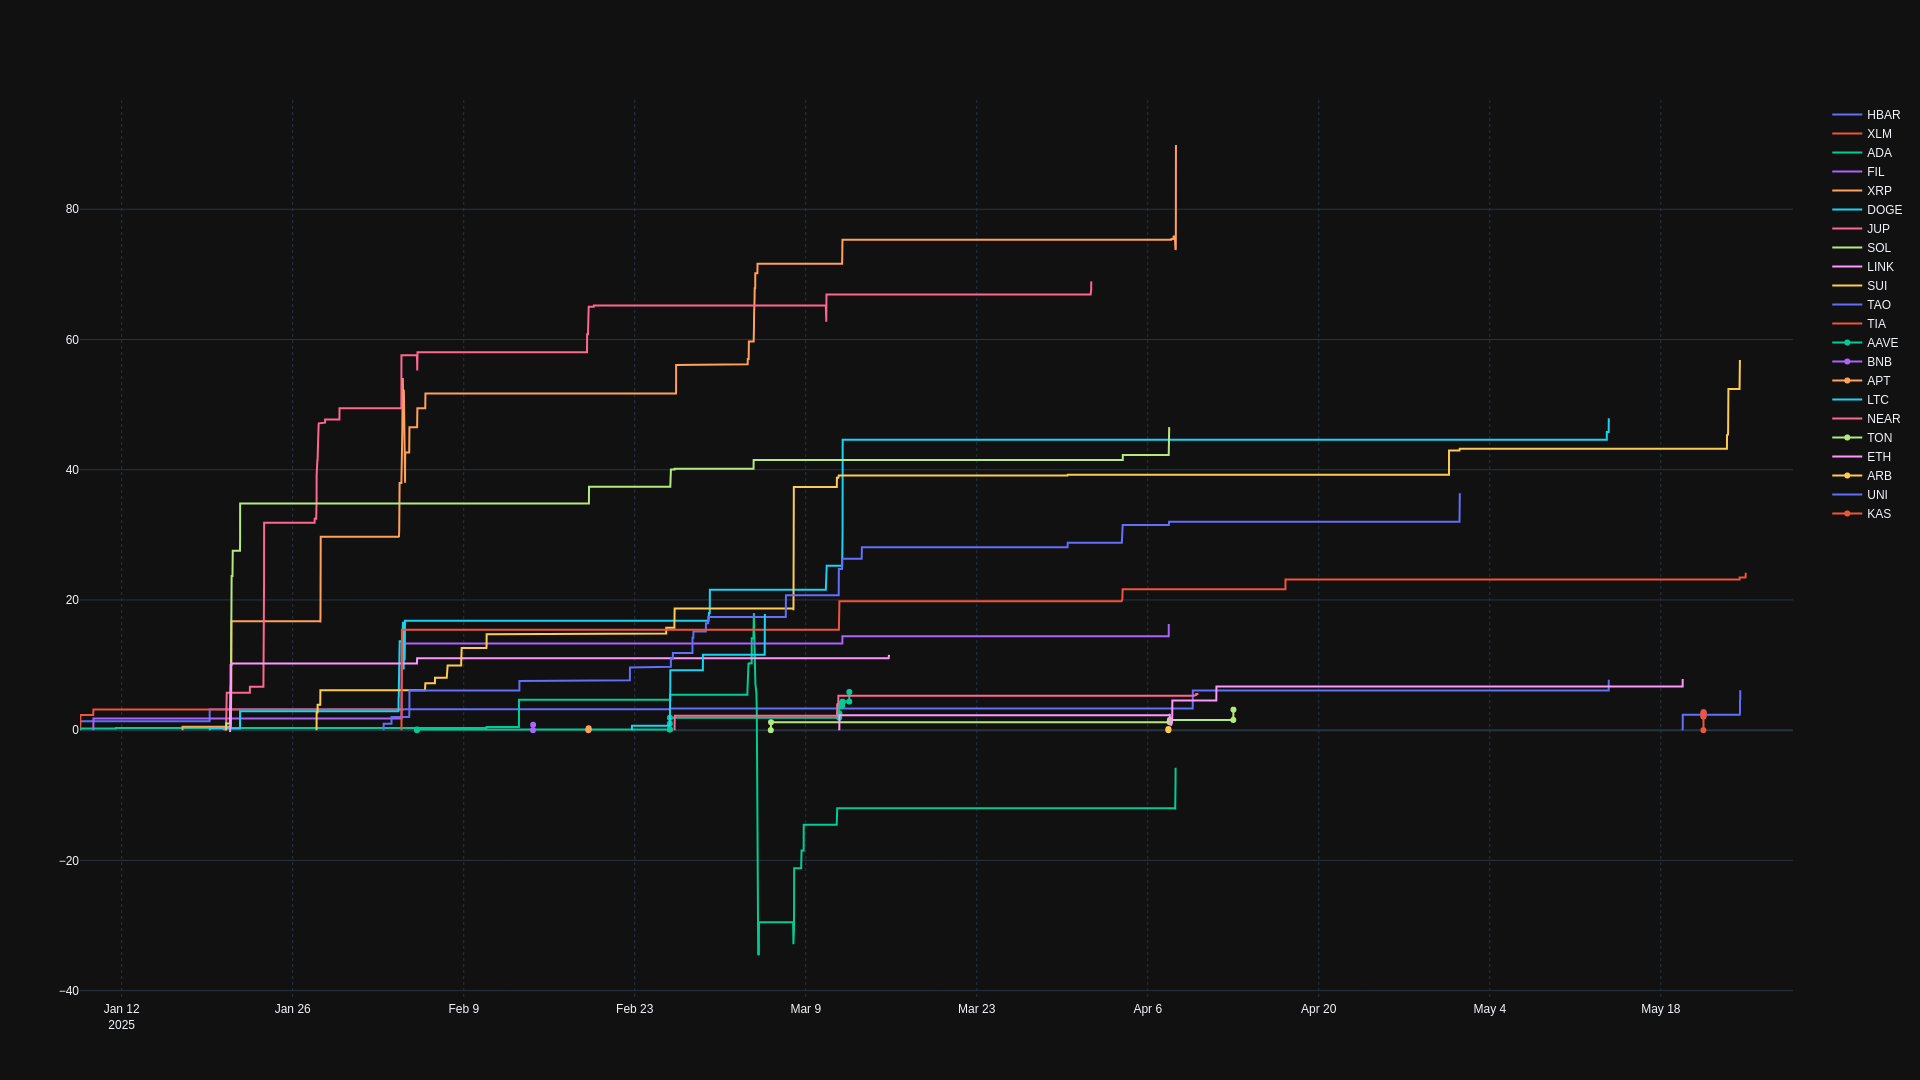 80
60
40
20
0
−20
−40
Jan 12
2025
Jan 26
Feb 9
Feb 23
Mar 9
Mar 23
Apr 6
Apr 20
May 4
May 18
HBAR
XLM
ADA
FIL
XRP
DOGE
JUP
SOL
LINK
SUI
TAO
TIA
AAVE
BNB
APT
LTC
NEAR
TON
ETH
ARB
UNI
KAS